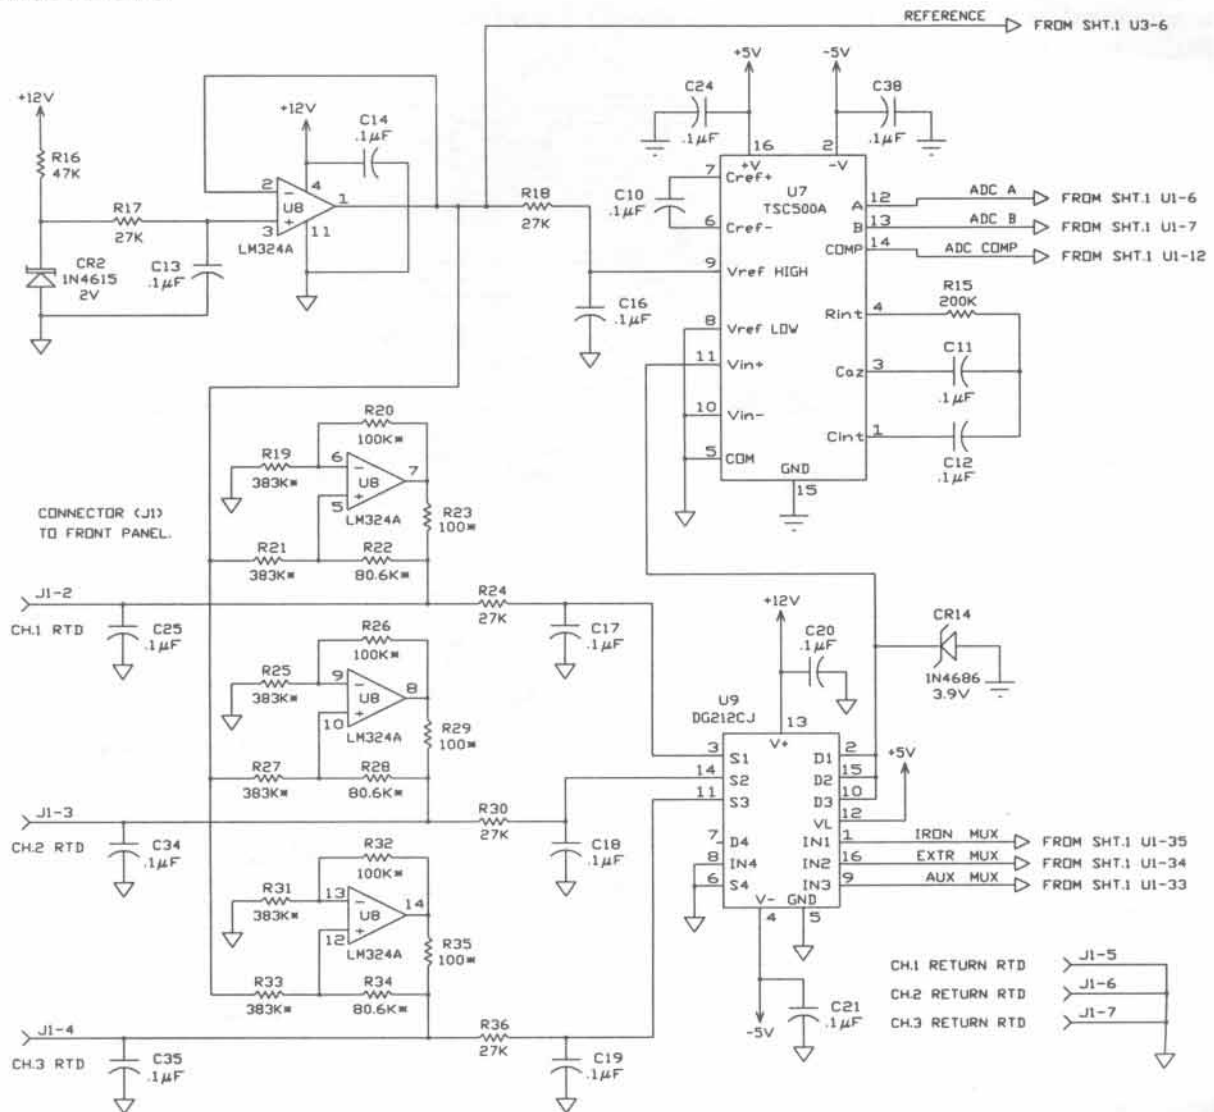 REFERENCE
FROM SHT.1 U3-6
+12V
R16
47K
R17
27K
CR2
1N4615
2V
C13
.1µF
+12V
C14
.1µF
2
3
4
11
1
U8
LM324A
R18
27K
C16
.1µF
+5V
-5V
C24
.1µF
C38
.1µF
16
2
+V
-V
U7
TSC500A
C10
.1µF
7
Cref+
6
Cref-
9
Vref HIGH
8
Vref LOW
11
Vin+
10
Vin-
5
COM
GND
15
A
12
ADC A
FROM SHT.1 U1-6
B
13
ADC B
FROM SHT.1 U1-7
COMP
14
ADC COMP
FROM SHT.1 U1-12
R15
200K
Rint
4
C11
.1µF
Caz
3
Cint
1
C12
.1µF
CONNECTOR (J1)
TO FRONT PANEL.
R20
100K*
R19
383K*
6
5
7
U8
LM324A
R23
100*
R21
383K*
R22
80.6K*
J1-2
CH.1 RTD
C25
.1µF
R24
27K
C17
.1µF
R26
100K*
R25
383K*
9
10
8
U8
LM324A
R29
100*
R27
383K*
R28
80.6K*
J1-3
CH.2 RTD
C34
.1µF
R30
27K
C18
.1µF
R32
100K*
R31
383K*
13
12
14
U8
LM324A
R35
100*
R33
383K*
R34
80.6K*
J1-4
CH.3 RTD
C35
.1µF
R36
27K
C19
.1µF
+12V
C20
.1µF
CR14
1N4686
3.9V
U9
DG212CJ
13
V+
3
S1
14
S2
11
S3
7
D4
8
IN4
6
S4
V-
4
GND
5
D1
2
D2
15
D3
10
VL
12
+5V
IN1
1
IRON MUX
FROM SHT.1 U1-35
IN2
16
EXTR MUX
FROM SHT.1 U1-34
IN3
9
AUX MUX
FROM SHT.1 U1-33
-5V
C21
.1µF
CH.1 RETURN RTD
J1-5
CH.2 RETURN RTD
J1-6
CH.3 RETURN RTD
J1-7